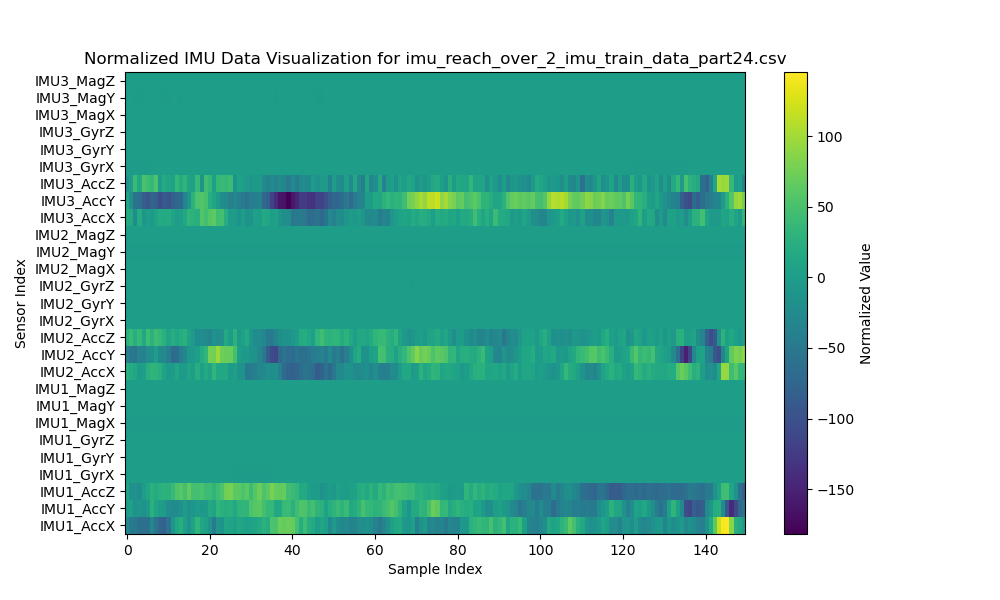 Normalized IMU Data Visualization for imu_reach_over_2_imu_train_data_part24.csv
IMU3_MagZ
IMU3_MagY
IMU3_MagX
IMU3_GyrZ
IMU3_GyrY
IMU3_GyrX
IMU3_AccZ
IMU3_AccY
IMU3_AccX
IMU2_MagZ
IMU2_MagY
IMU2_MagX
IMU2_GyrZ
IMU2_GyrY
IMU2_GyrX
IMU2_AccZ
IMU2_AccY
IMU2_AccX
IMU1_MagZ
IMU1_MagY
IMU1_MagX
IMU1_GyrZ
IMU1_GyrY
IMU1_GyrX
IMU1_AccZ
IMU1_AccY
IMU1_AccX
Sensor Index
0 20 40 60 80 100 120 140
Sample Index
100
50
0
−50
−100
−150
Normalized Value